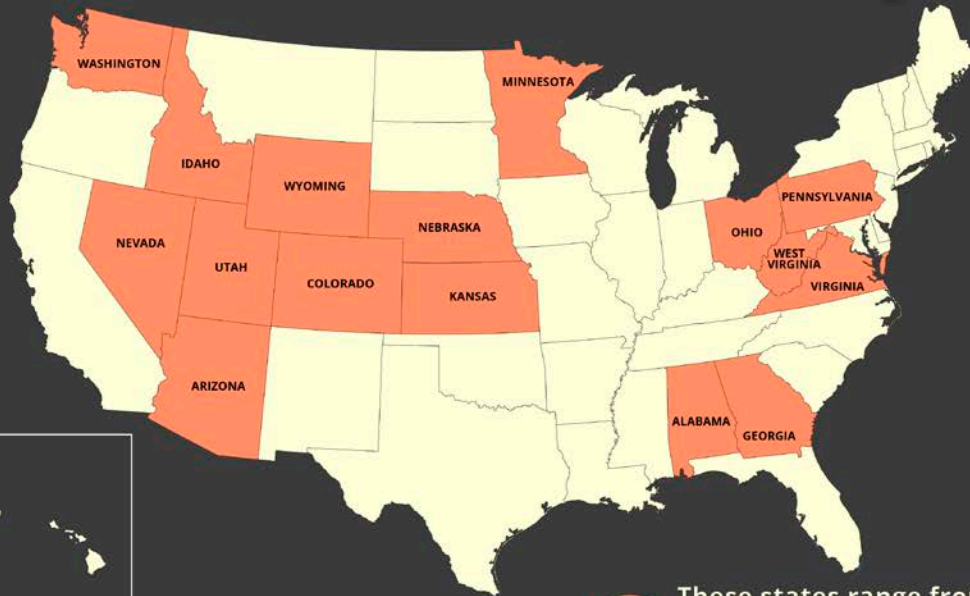 WASHINGTON
MINNESOTA
IDAHO
WYOMING
PENNSYLVANIA
NEBRASKA
OHIO
NEVADA
WEST
VIRGINIA
UTAH
COLORADO
VIRGINIA
KANSAS
ARIZONA
ALABAMA
GEORGIA
These states range